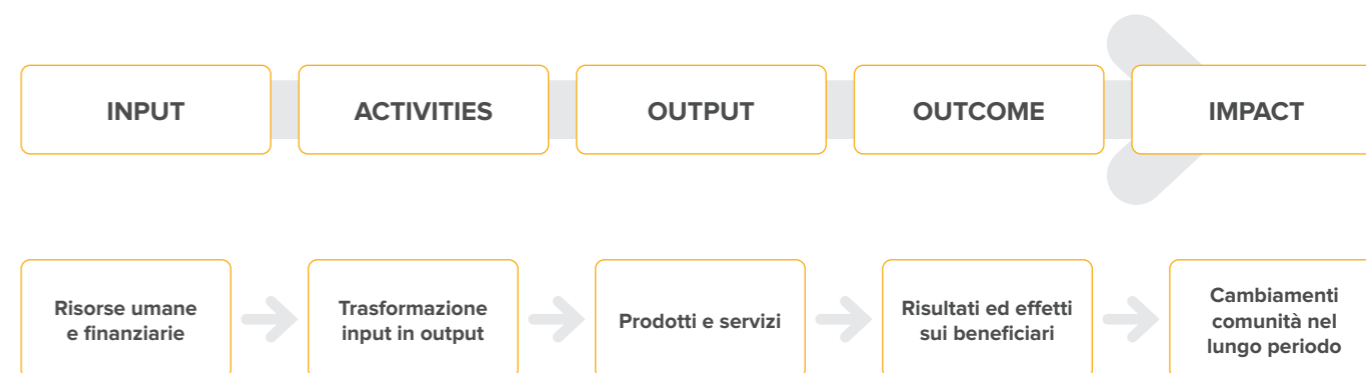 INPUT
ACTIVITIES
OUTPUT
OUTCOME
IMPACT
Risorse umane
e finanziarie
Trasformazione
input in output
Prodotti e servizi
Risultati ed effetti
sui beneficiari
Cambiamenti
comunità nel
lungo periodo